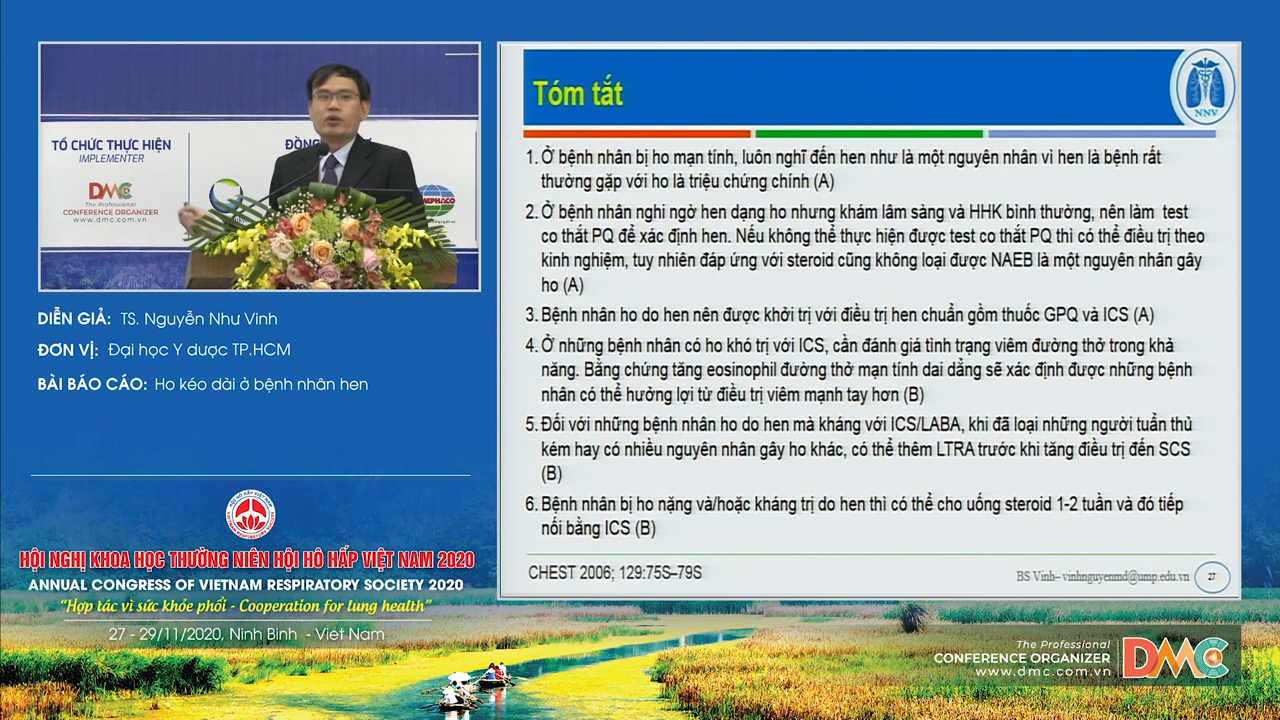 TỔ CHỨC THỰC HIỆN
IMPLEMENTER
DMC
The Professional
CONFERENCE ORGANIZER
www.dmc.com.vn
DIỄN GIẢ: TS. Nguyễn Như Vinh
ĐƠN VỊ: Đại học Y dược TP.HCM
BÀI BÁO CÁO: Ho kéo dài ở bệnh nhân hen
HỘI NGHỊ KHOA HỌC THƯỜNG NIÊN HỘI HÔ HẤP VIỆT NAM 2020
ANNUAL CONGRESS OF VIETNAM RESPIRATORY SOCIETY 2020
“Hợp tác vì sức khỏe phổi - Cooperation for lung health”
27 - 29/11/2020, Ninh Bình - Viet Nam
Tóm tắt
NNV
1. Ở bệnh nhân bị ho mạn tính, luôn nghĩ đến hen như là một nguyên nhân vì hen là bệnh rất
thường gặp với ho là triệu chứng chính (A)
2. Ở bệnh nhân nghi ngờ hen dạng ho nhưng khám lâm sàng và HHK bình thường, nên làm test
co thắt PQ để xác định hen. Nếu không thể thực hiện được test co thắt PQ thì có thể điều trị theo
kinh nghiệm, tuy nhiên đáp ứng với steroid cũng không loại được NAEB là một nguyên nhân gây
ho (A)
3. Bệnh nhân ho do hen nên được khởi trị với điều trị hen chuẩn gồm thuốc GPQ và ICS (A)
4. Ở những bệnh nhân có ho khó trị với ICS, cần đánh giá tình trạng viêm đường thở trong khả
năng. Bằng chứng tăng eosinophil đường thở mạn tính dai dẳng sẽ xác định được những bệnh
nhân có thể hưởng lợi từ điều trị viêm mạnh tay hơn (B)
5. Đối với những bệnh nhân ho do hen mà kháng với ICS/LABA, khi đã loại những người tuân thủ
kém hay có nhiều nguyên nhân gây ho khác, có thể thêm LTRA trước khi tăng điều trị đến SCS
(B)
6. Bệnh nhân bị ho nặng và/hoặc kháng trị do hen thì có thể cho uống steroid 1-2 tuần và đó tiếp
nối bằng ICS (B)
CHEST 2006; 129:75S–79S
BS Vinh– vinhnguyenmd@ump.edu.vn
27
The Professional
CONFERENCE ORGANIZER
www.dmc.com.vn
DMC